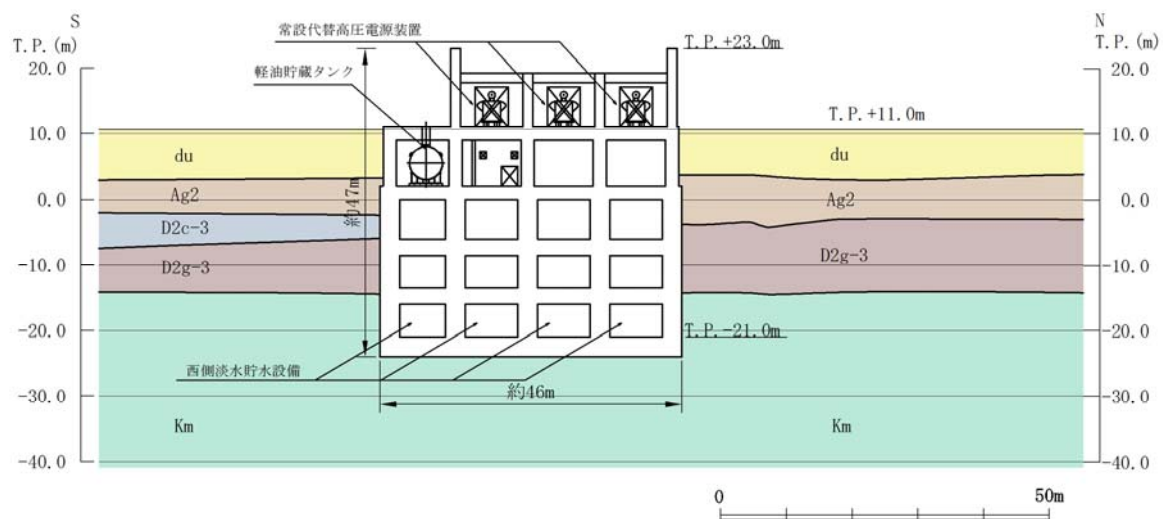 S
T.P.(m)
20.0
10.0
0.0
-10.0
-20.0
-30.0
-40.0
常設代替高圧電源装置
軽油貯蔵タンク
T.P.+23.0m
N
T.P.(m)
20.0
10.0
0.0
-10.0
-20.0
-30.0
-40.0
T.P.+11.0m
du
Ag2
D2c-3
D2g-3
Km
約47m
du
Ag2
D2g-3
Km
T.P.-21.0m
西側淡水貯水設備
約46m
0
50m